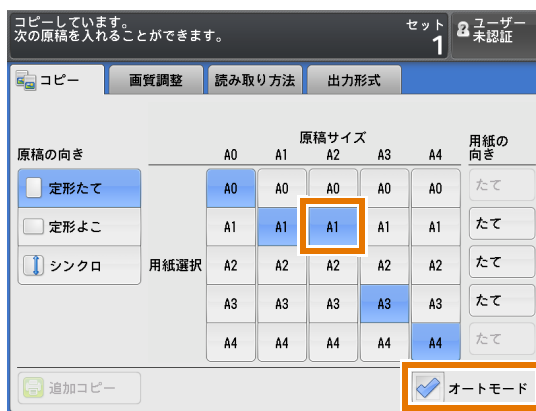 コピーしています。
次の原稿を入れることができます。
セット
1
ユーザー
未認証
コピー
画質調整
読み取り方法
出力形式
原稿の向き
原稿サイズ
A0 A1 A2 A3 A4
用紙の
向き
定形たて
A0 A0 A0 A0 A0
たて
定形よこ
A1 A1 A1 A1 A1
たて
シンクロ
用紙選択
A2 A2 A2 A2 A2
たて
A3 A3 A3 A3 A3
たて
A4 A4 A4 A4 A4
たて
追加コピー
オートモード